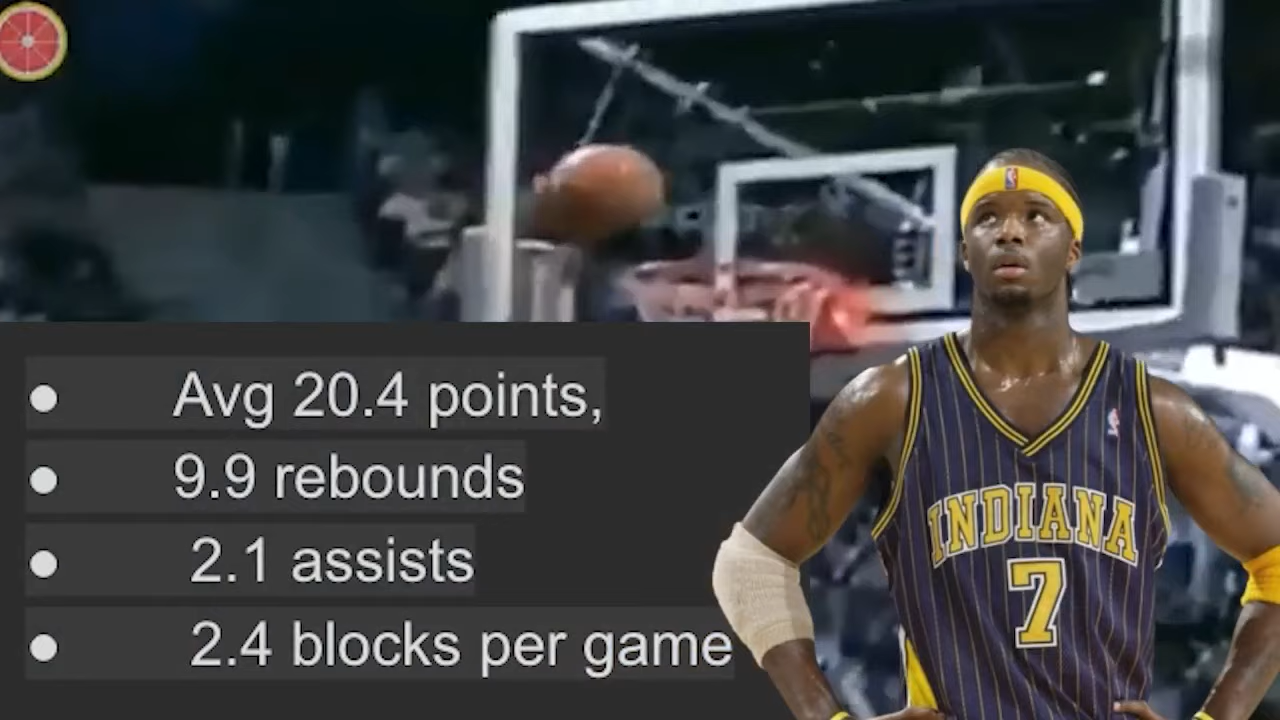 Avg 20.4 points,
9.9 rebounds
2.1 assists
2.4 blocks per game
INDIANA
7